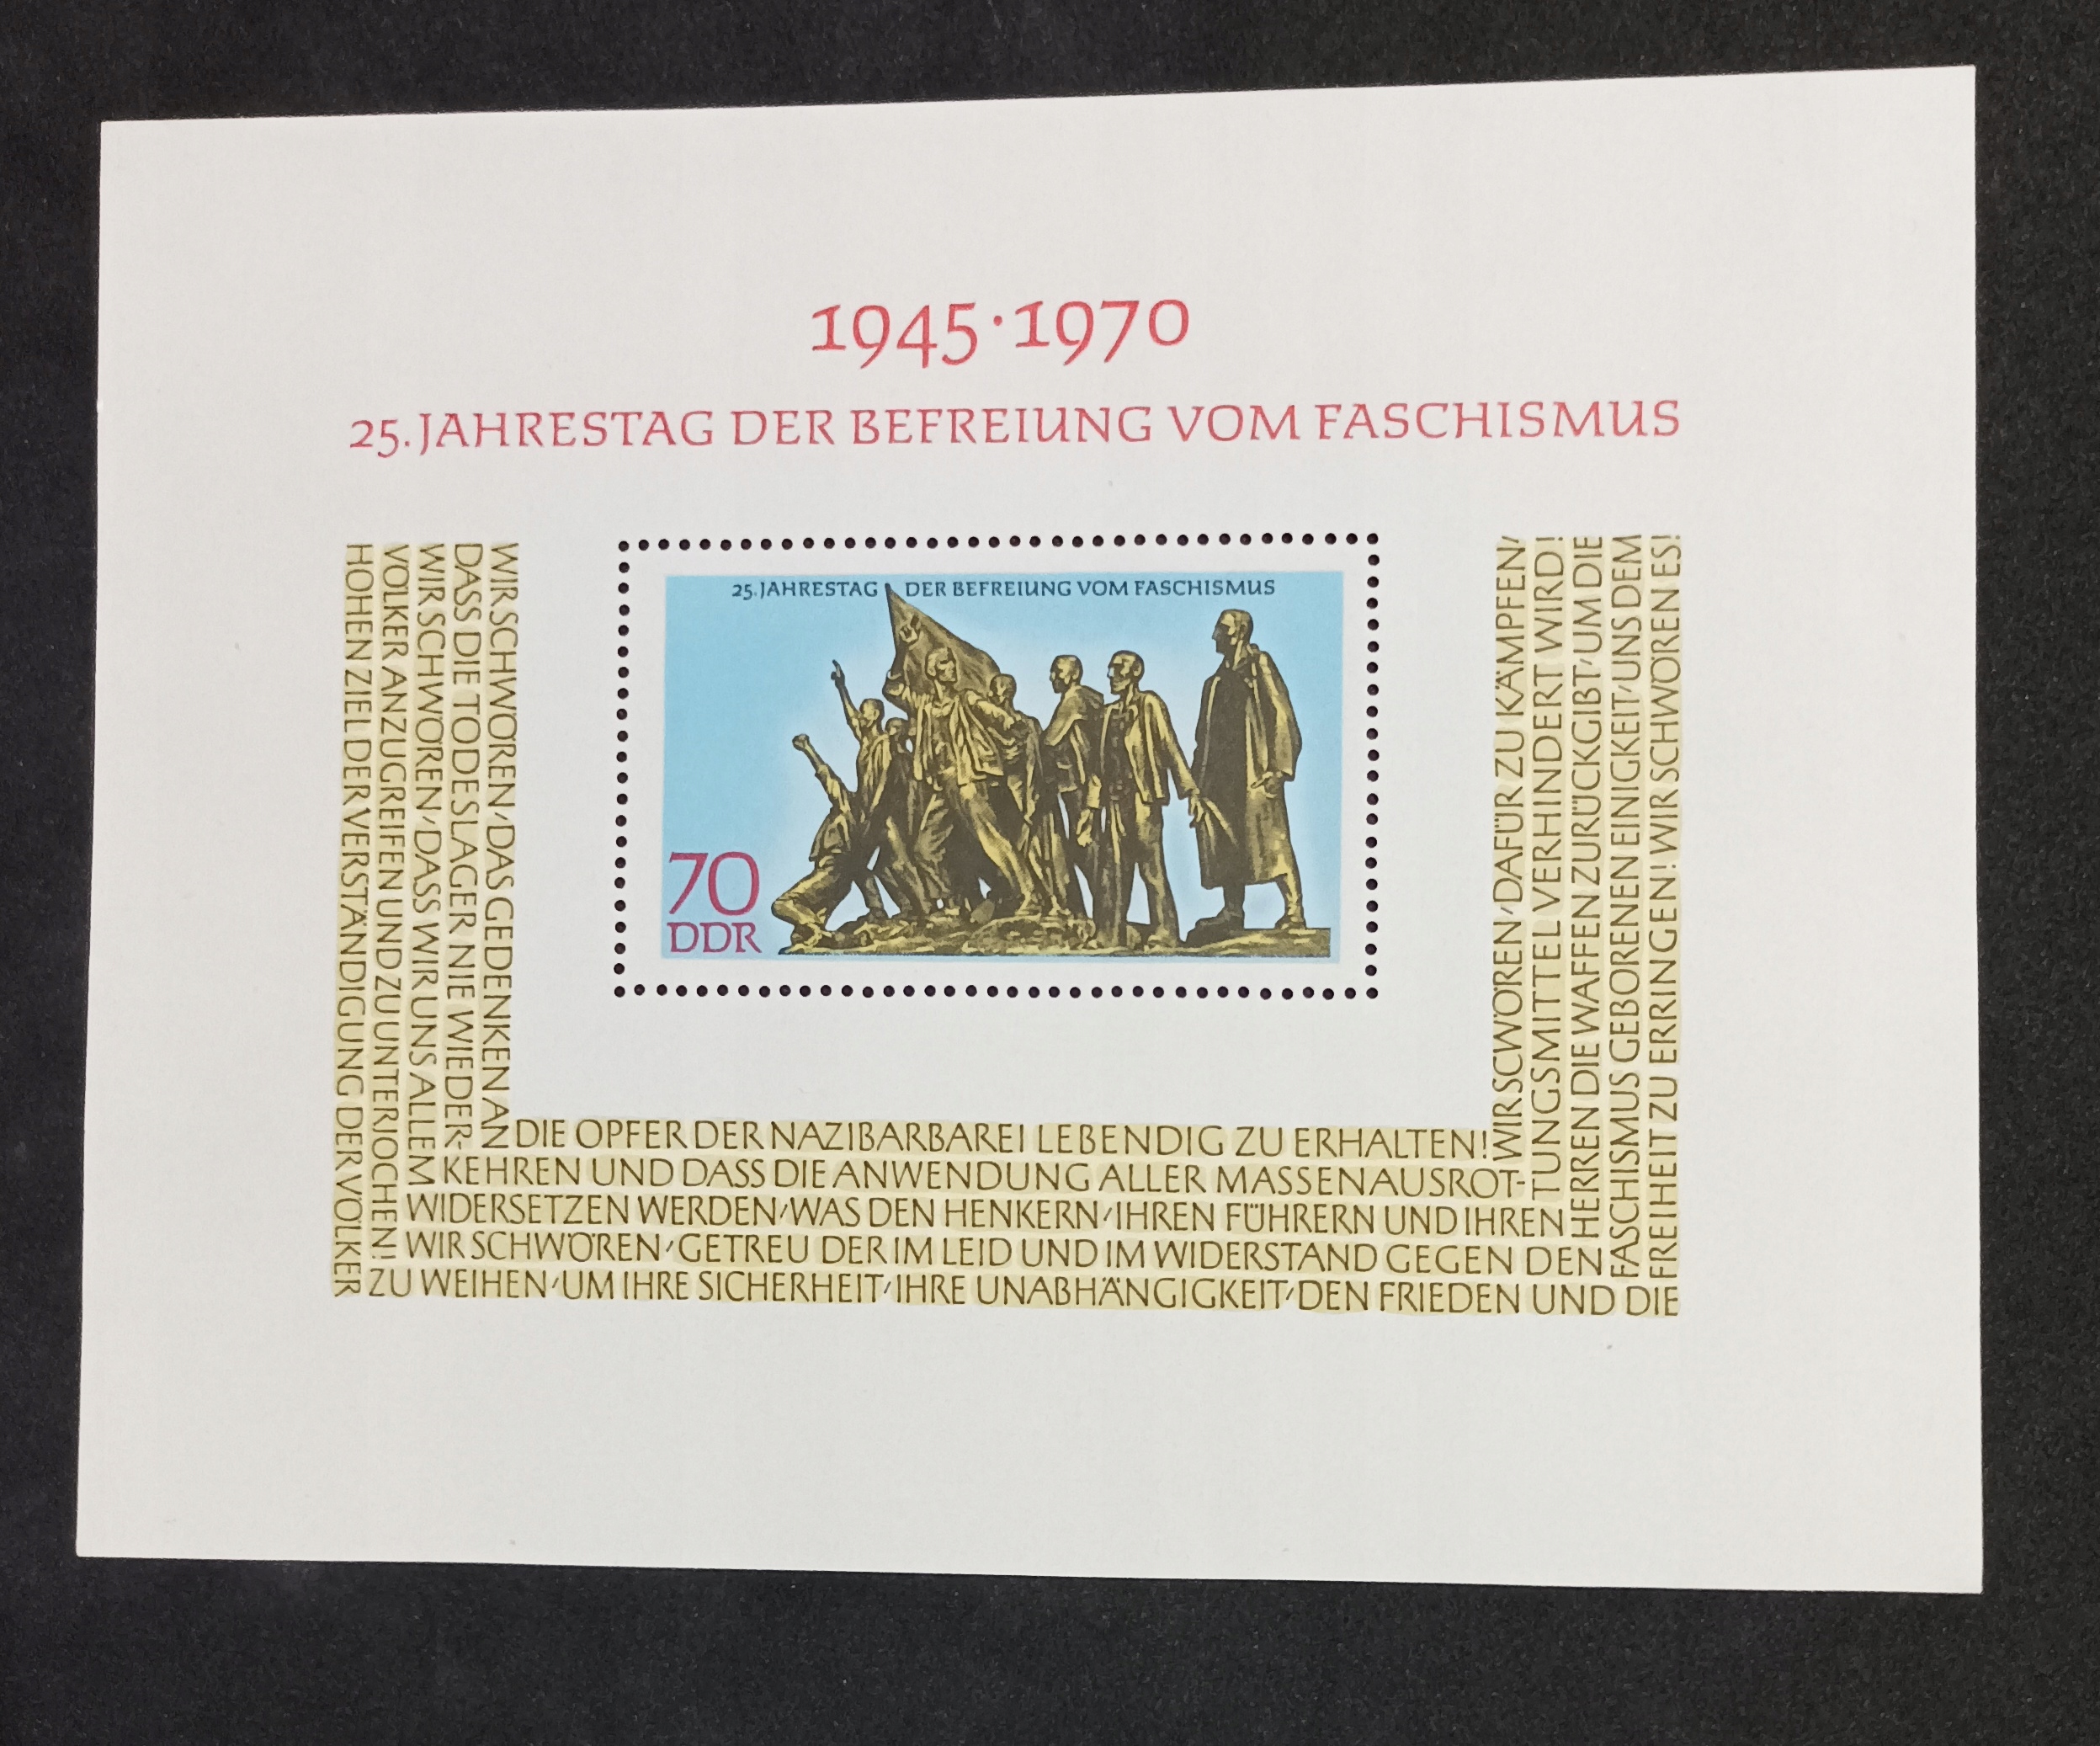 1945·1970
25. JAHRESTAG DER BEFREIUNG VOM FASCHISMUS
25. JAHRESTAG DER BEFREIUNG VOM FASCHISMUS
70
DDR
WIR SCHWÖREN, DAS GEDENKEN AN DIE OPFER DER NAZIBARBAREI LEBENDIG ZU ERHALTEN! WIR SCWÖREN, DAFÜR ZU KÄMPFEN,
DASS DIE TODESLAGER NIE WIEDER-KEHREN UND DASS DIE ANWENDUNG ALLER MASSENAUSROT-TUNGSMITTEL VERHINDERT WIRD!
WIR SCHWÖREN, DASS WIR UNS ALLEM WIDERSETZEN WERDEN, WAS DEN HENKERN, IHREN FÜHRERN UND IHREN HERREN DIE WAFFEN ZURÜCKGIBT, UM DIE
VÖLKER ANZUGREIFEN UND ZU UNTERJOCHEN! WIR SCHWÖREN, GETREU DER IM LEID UND IM WIDERSTAND GEGEN DEN FASCHISMUS GEBORENEN EINIGKEIT, UNS DEM
HOHEN ZIEL DER VERSTÄNDIGUNG DER VÖLKER ZU WEIHEN, UM IHRE SICHERHEIT, IHRE UNABHÄNGIGKEIT, DEN FRIEDEN UND DIE FREIHEIT ZU ERRINGEN! WIR SCHWÖREN ES!